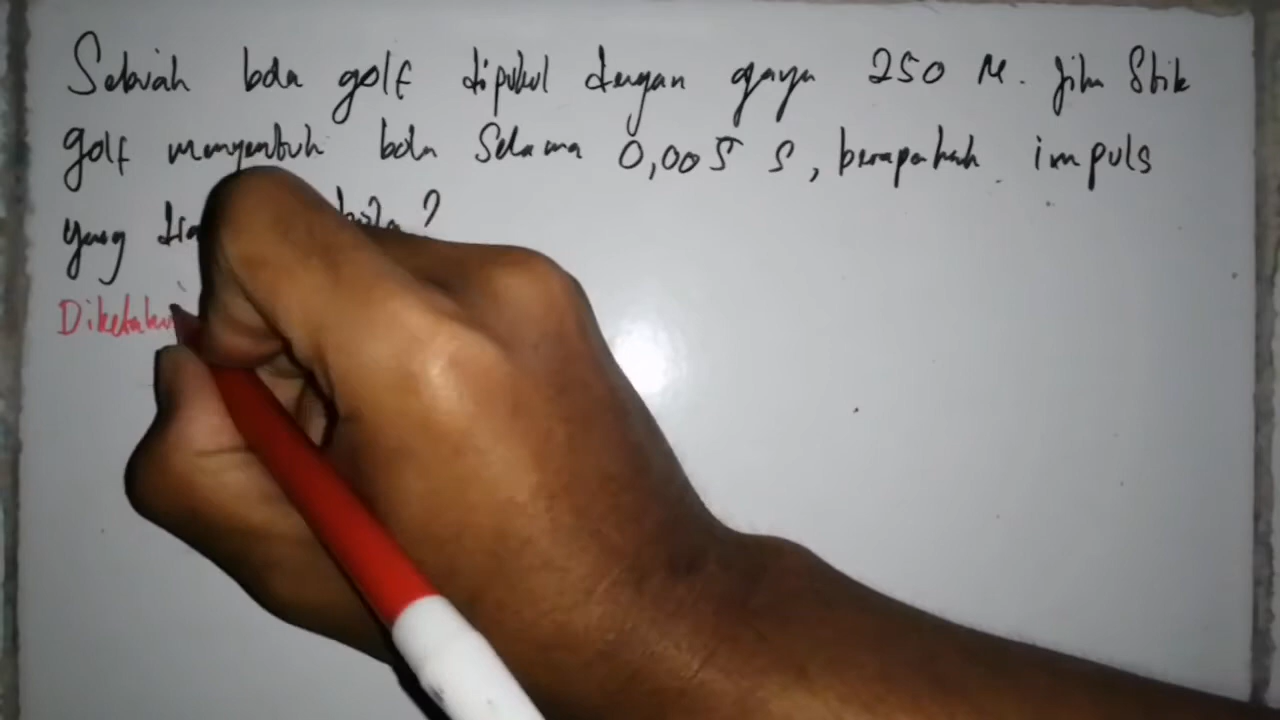 Sebuah bola golf dipukul dengan gaya 250 N. Jika Stik
golf menyentuh bola Selama 0,005 s, berapakah impuls
yang bola?
Diketahui